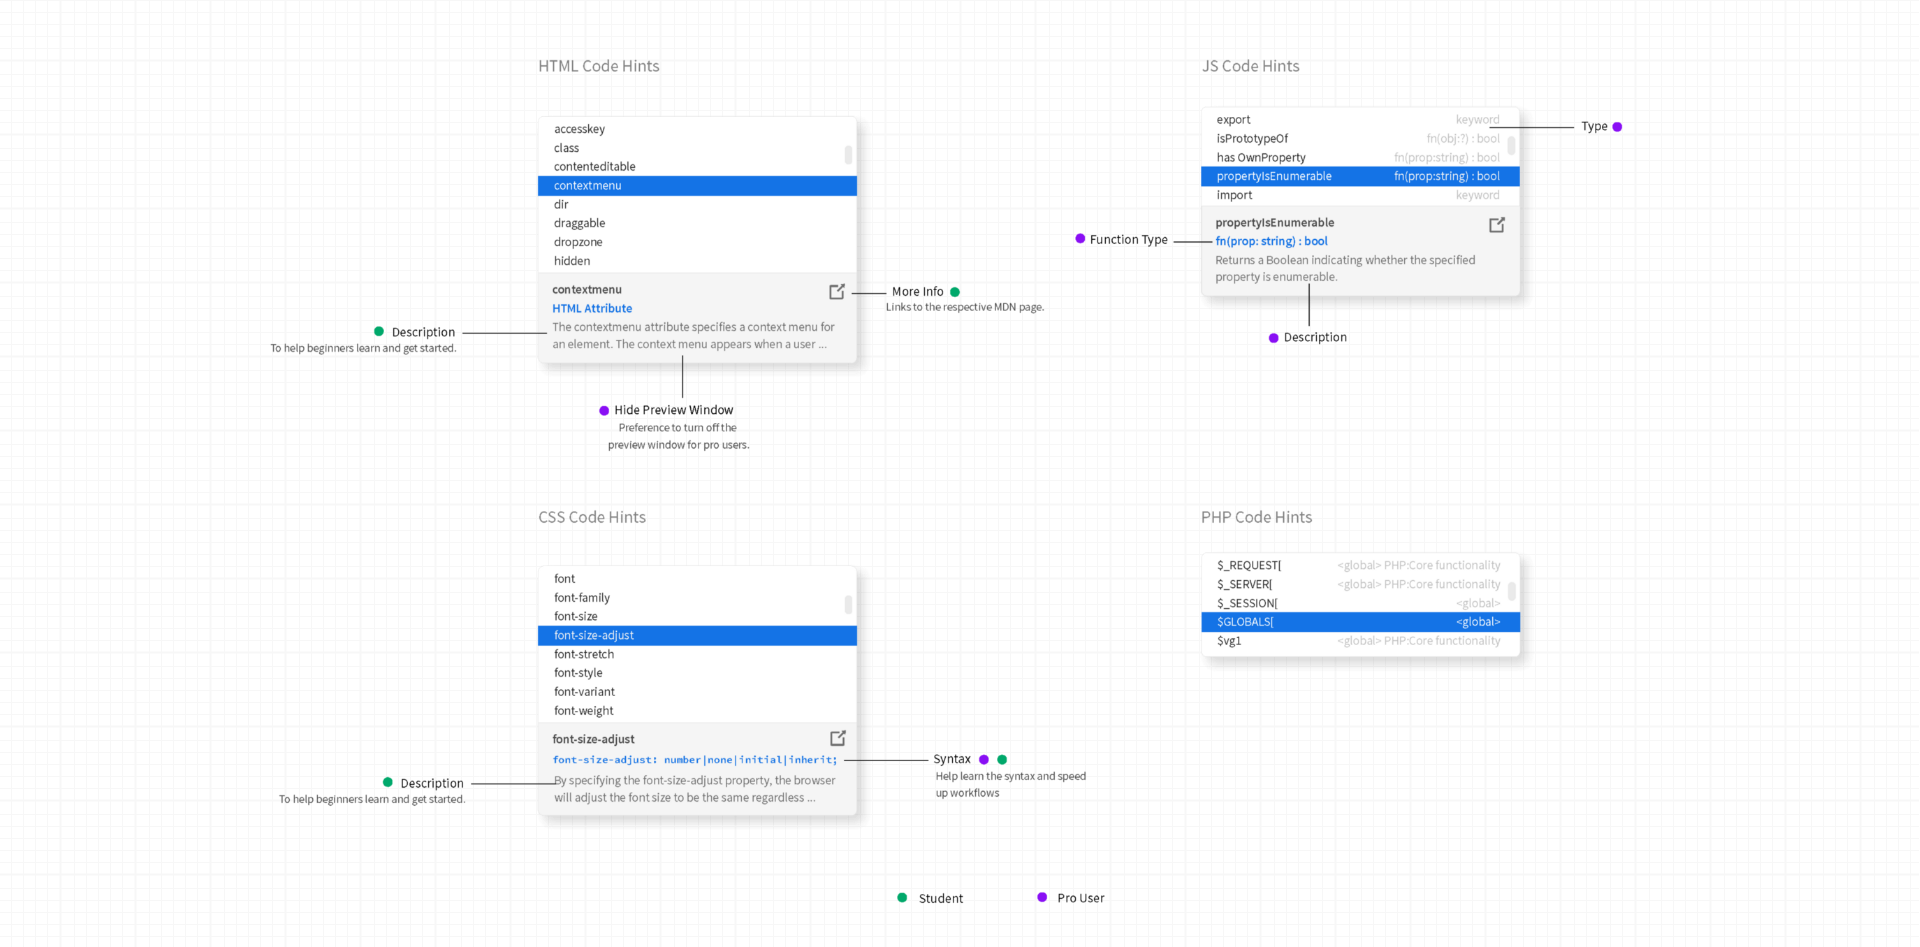 HTML Code Hints
accesskey
class
contenteditable
contextmenu
dir
draggable
dropzone
hidden
contextmenu
HTML Attribute
The contextmenu attribute specifies a context menu for
an element. The context menu appears when a user ...
More Info
Links to the respective MDN page.
Description
To help beginners learn and get started.
Hide Preview Window
Preference to turn off the
preview window for pro users.
JS Code Hints
export keyword
isPrototypeOf fn(obj:?) : bool
has OwnProperty fn(prop:string) : bool
propertyIsEnumerable fn(prop:string) : bool
import keyword
Type
propertyIsEnumerable
fn(prop: string) : bool
Returns a Boolean indicating whether the specified
property is enumerable.
Function Type
Description
CSS Code Hints
font
font-family
font-size
font-size-adjust
font-stretch
font-style
font-variant
font-weight
font-size-adjust
font-size-adjust: number|none|initial|inherit;
By specifying the font-size-adjust property, the browser
will adjust the font size to be the same regardless ...
Syntax
Help learn the syntax and speed
up workflows
Description
To help beginners learn and get started.
PHP Code Hints
$_REQUEST[ <global> PHP:Core functionality
$_SERVER[ <global> PHP:Core functionality
$_SESSION[ <global>
$GLOBALS[ <global>
$vg1 <global> PHP:Core functionality
Student
Pro User